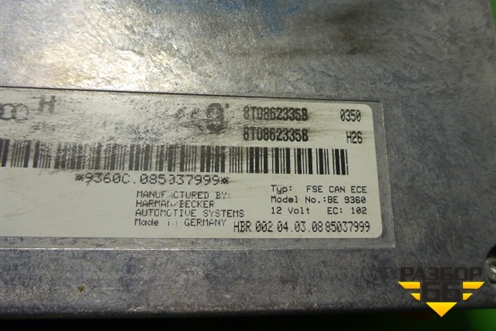 H 8T0862335B 0350
8T0862335B H26
*9360C.085037999*
MANUFACTURED BY:
HARMAN/BECKER
AUTOMOTIVE SYSTEMS
Made in GERMANY
Typ: FSE CAN ECE
Model No.:BE 9360
12 Volt EC: 102
HBR 002 04.03.08 85037999
РАЗБОР
66